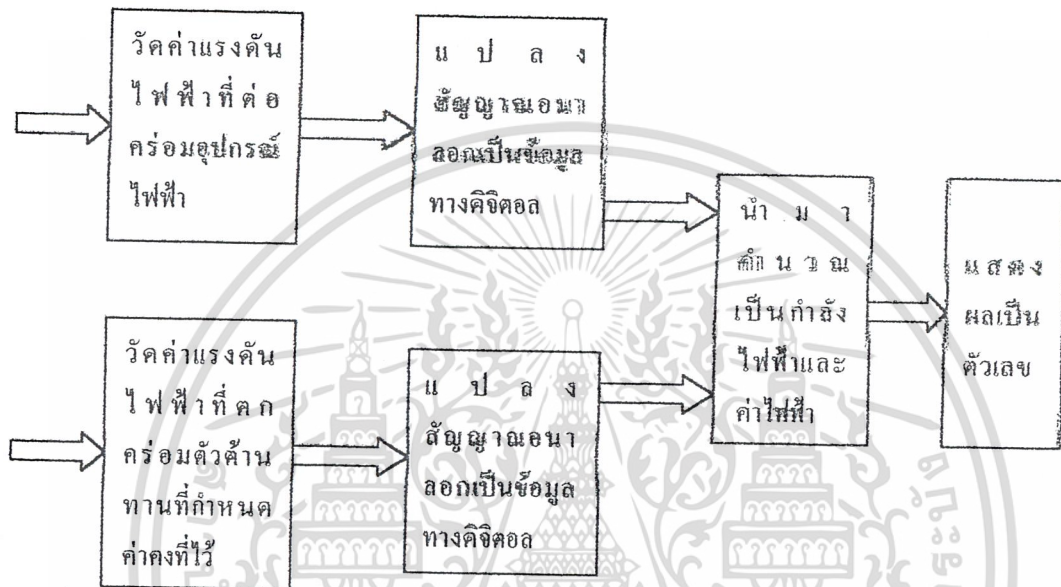 วัดค่าแรงดัน
ไฟฟ้าที่ต่อ
คร่อมอุปกรณ์
ไฟฟ้า
แปลง
สัญญาณอนา
ลอกเป็นข้อมูล
ทางดิจิตอล
นำมา
คำนวณ
เป็นกำลัง
ไฟฟ้าและ
ค่าไฟฟ้า
แสดง
ผลเป็น
ตัวเลข
วัดค่าแรงดัน
ไฟฟ้าที่ตก
คร่อมตัวต้าน
ทานที่กำหนด
ค่าคงที่ไว้
แปลง
สัญญาณอนา
ลอกเป็นข้อมูล
ทางดิจิตอล